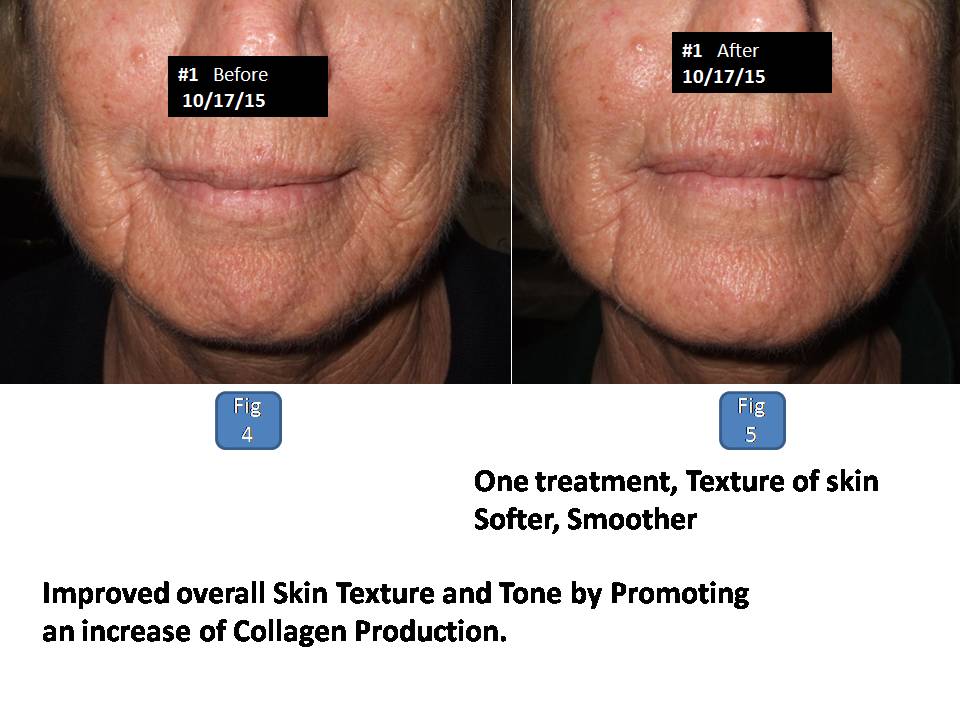 #1 Before
10/17/15
#1 After
10/17/15
Fig
4
Fig
5
One treatment, Texture of skin
Softer, Smoother
Improved overall Skin Texture and Tone by Promoting
an increase of Collagen Production.